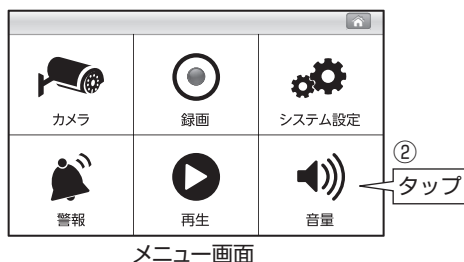 カメラ
録画
システム設定
②
タップ
警報
再生
音量
メニュー画面